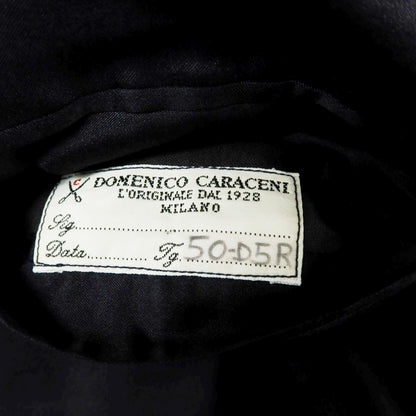 C
DOMENICO CARACENI
L'ORIGINALE DAL 1928
MILANO
Sig.
Data Tg. 50-D5R